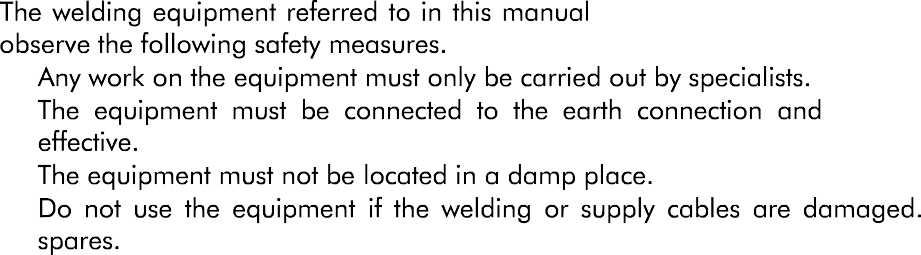 The welding equipment referred to in this manual
observe the following safety measures.
Any work on the equipment must only be carried out by specialists.
The equipment must be connected to the earth connection and
effective.
The equipment must not be located in a damp place.
Do not use the equipment if the welding or supply cables are damaged.
spares.